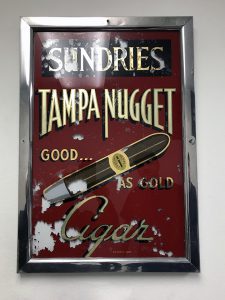 SUNDRIES
TAMPA NUGGET
GOOD...
AS GOLD
Cigar